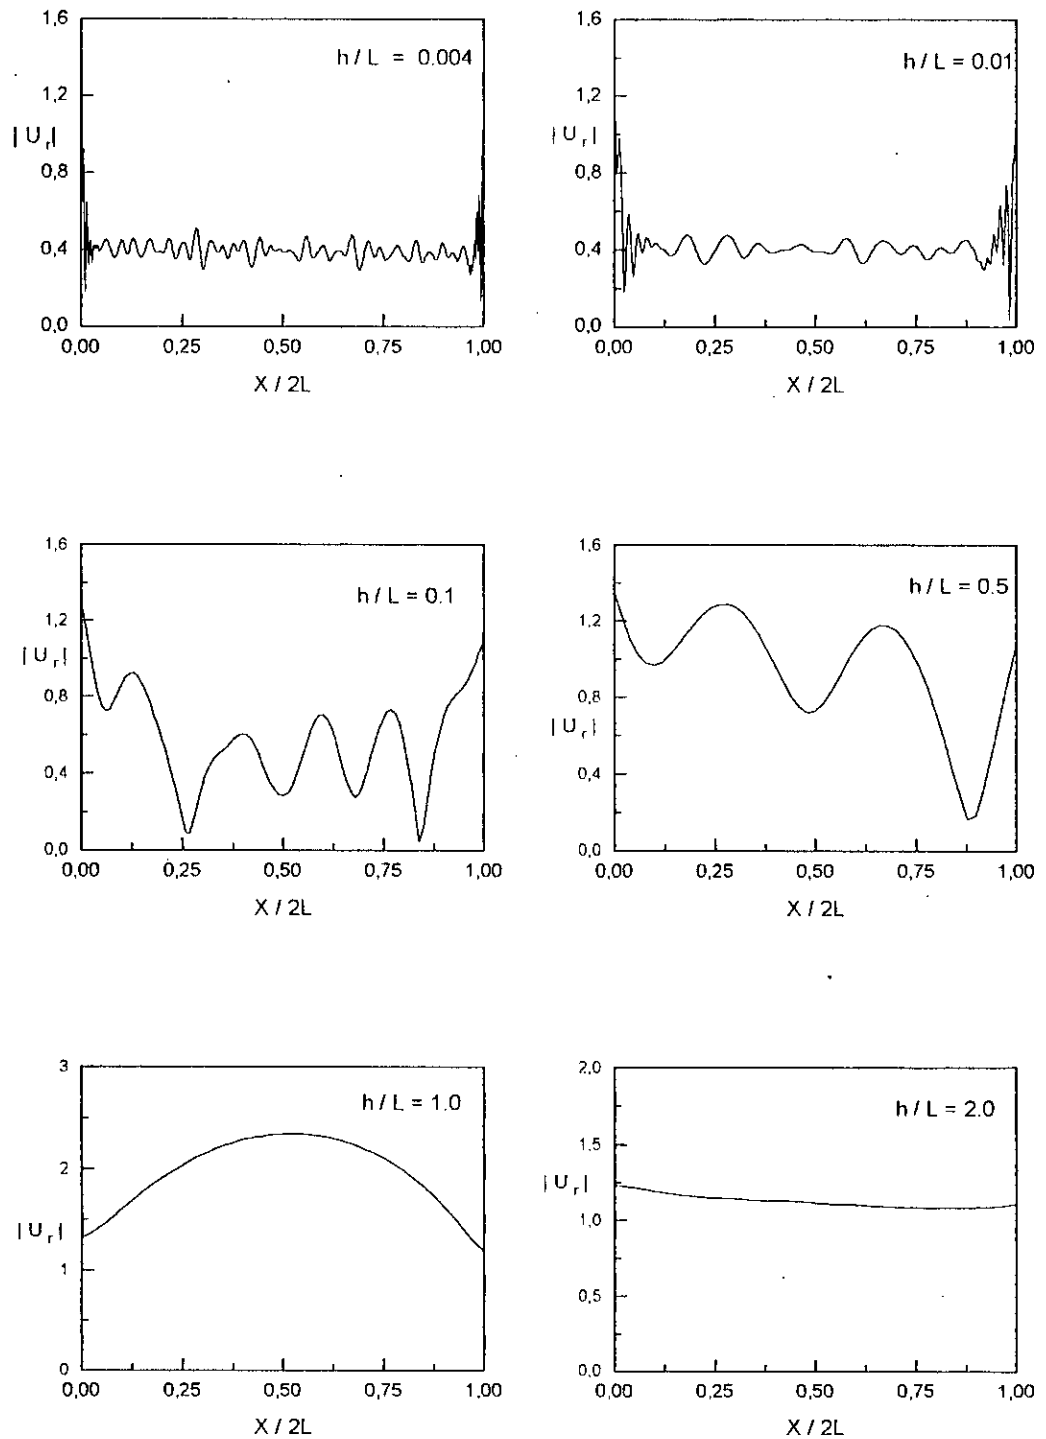 1,6
h / L = 0.004
1,2
| U r |
0,8
0,4
0,0
0,00 0,25 0,50 0,75 1,00
X / 2L
1,6
h / L = 0.01
1,2
| U r |
0,8
0,4
0,0
0,00 0,25 0,50 0,75 1,00
X / 2L
1,6
h / L = 0.1
1,2
| U r |
0,8
0,4
0,0
0,00 0,25 0,50 0,75 1,00
X / 2L
1,6
h / L = 0.5
1,2
0,8
| U r |
0,4
0,0
0,00 0,25 0,50 0,75 1,00
X / 2L
3
h / L = 1.0
2
| U r |
1
0
0,00 0,25 0,50 0,75 1,00
X / 2L
2.0
h / L = 2.0
1,5
| U r |
1.0
0,5
0.0
0,00 0,25 0,50 0,75 1,00
X / 2L